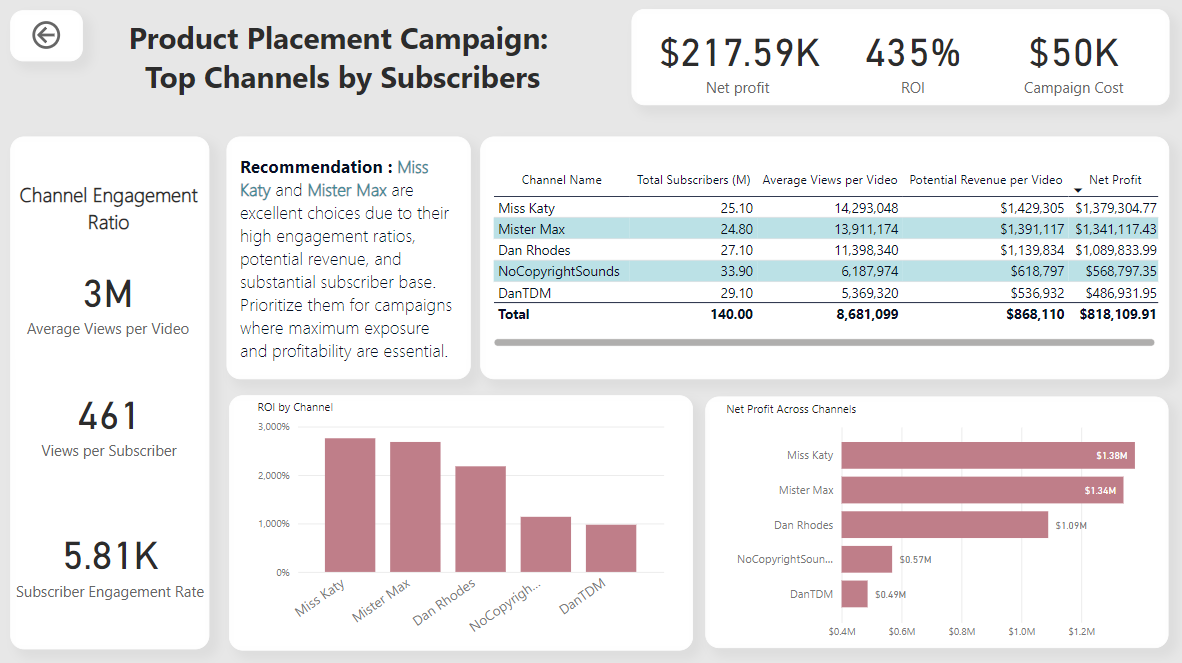 Product Placement Campaign:
Top Channels by Subscribers
$217.59K
Net profit
435%
ROI
$50K
Campaign Cost
Channel Engagement
Ratio
3M
Average Views per Video
461
Views per Subscriber
5.81K
Subscriber Engagement Rate
Recommendation : Miss
Katy and Mister Max are
excellent choices due to their
high engagement ratios,
potential revenue, and
substantial subscriber base.
Prioritize them for campaigns
where maximum exposure
and profitability are essential.
Channel Name Total Subscribers (M) Average Views per Video Potential Revenue per Video Net Profit
Miss Katy 25.10 14,293,048 $1,429,305 $1,379,304.77
Mister Max 24.80 13,911,174 $1,391,117 $1,341,117.43
Dan Rhodes 27.10 11,398,340 $1,139,834 $1,089,833.99
NoCopyrightSounds 33.90 6,187,974 $618,797 $568,797.35
DanTDM 29.10 5,369,320 $536,932 $486,931.95
Total 140.00 8,681,099 $868,110 $818,109.91
ROI by Channel
3,000%
2,000%
1,000%
0%
Miss Katy
Mister Max
Dan Rhodes
NoCopyrigh...
DanTDM
Net Profit Across Channels
Miss Katy $1.38M
Mister Max $1.34M
Dan Rhodes $1.09M
NoCopyrightSoun... $0.57M
DanTDM $0.49M
$0.4M $0.6M $0.8M $1.0M $1.2M